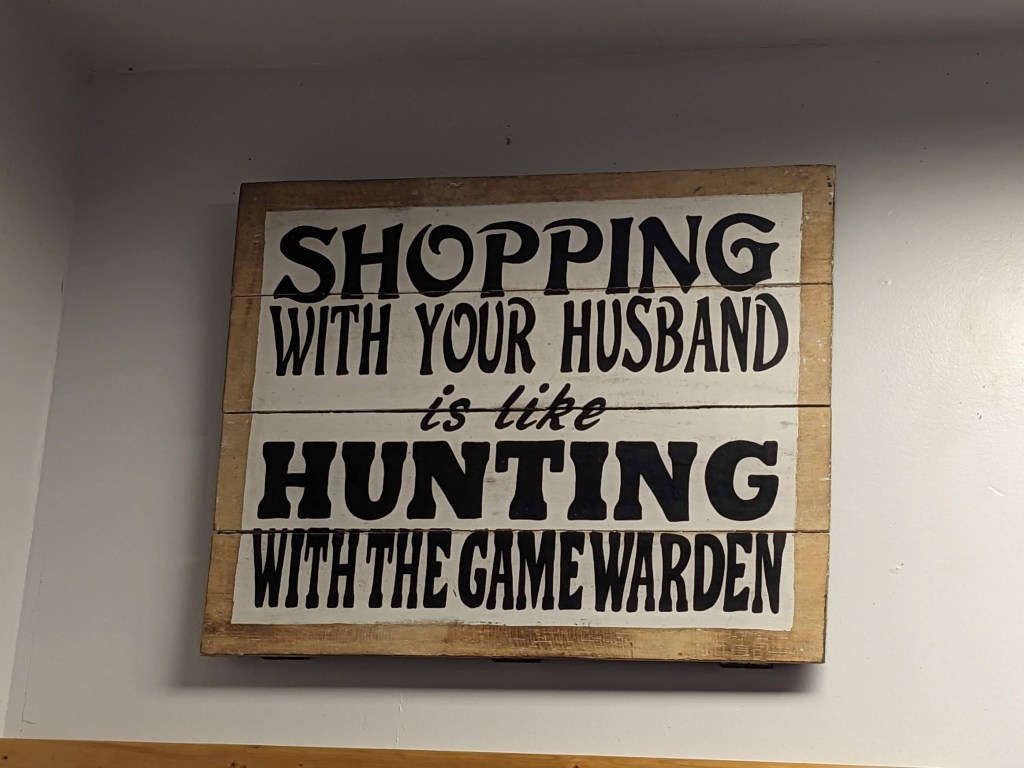 SHOPPING
WITH YOUR HUSBAND
is like
HUNTING
WITH THE GAME WARDEN